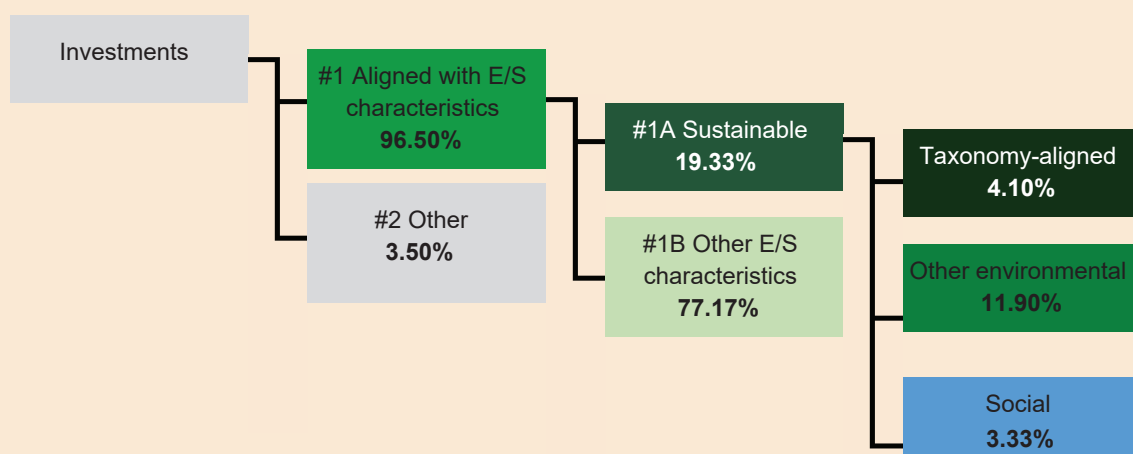 Investments
#1 Aligned with E/S
characteristics
96.50%
#2 Other
3.50%
#1A Sustainable
19.33%
#1B Other E/S
characteristics
77.17%
Taxonomy-aligned
4.10%
Other environmental
11.90%
Social
3.33%